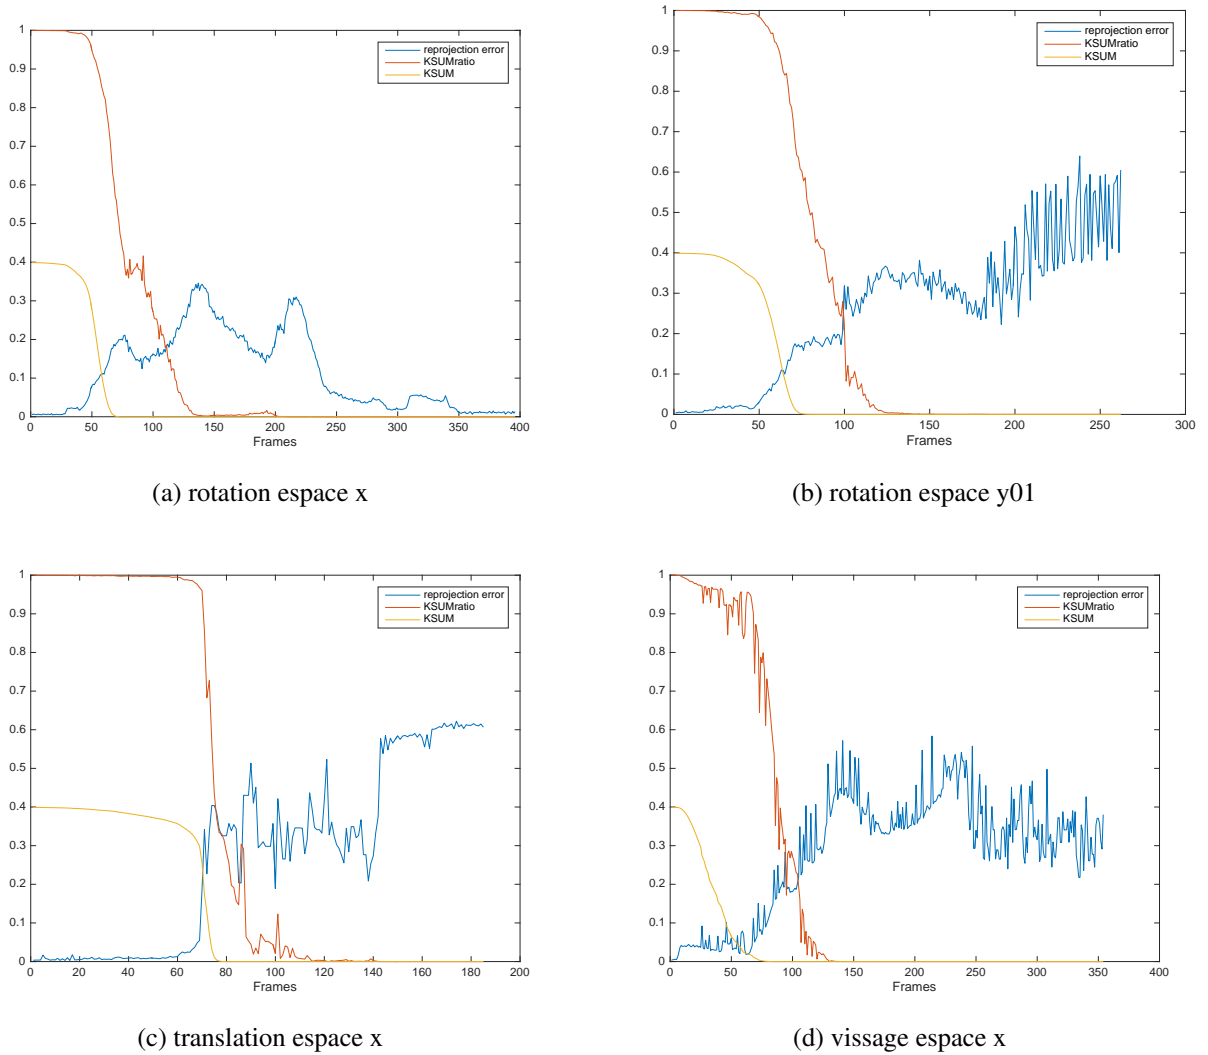 reprojection error
KSUMratio
KSUM
1
0.9
0.8
0.7
0.6
0.5
0.4
0.3
0.2
0.1
0
0 50 100 150 200 250 300 350 400
Frames
(a) rotation espace x
reprojection error
KSUMratio
KSUM
1
0.9
0.8
0.7
0.6
0.5
0.4
0.3
0.2
0.1
0
0 50 100 150 200 250 300
Frames
(b) rotation espace y01
reprojection error
KSUMratio
KSUM
1
0.9
0.8
0.7
0.6
0.5
0.4
0.3
0.2
0.1
0
0 20 40 60 80 100 120 140 160 180 200
Frames
(c) translation espace x
reprojection error
KSUMratio
KSUM
1
0.9
0.8
0.7
0.6
0.5
0.4
0.3
0.2
0.1
0
0 50 100 150 200 250 300 350 400
Frames
(d) vissage espace x